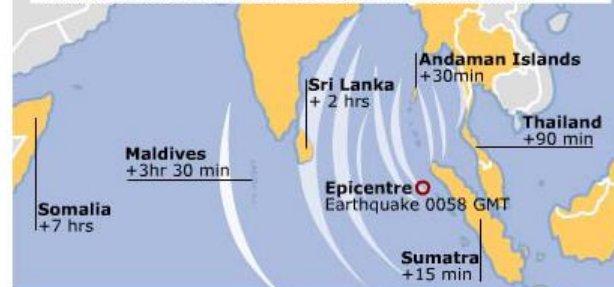 Andaman Islands
+30min
Sri Lanka
+ 2 hrs
Thailand
+90 min
Maldives
+3hr 30 min
Epicentre
Earthquake 0058 GMT
Somalia
+7 hrs
Sumatra
+15 min